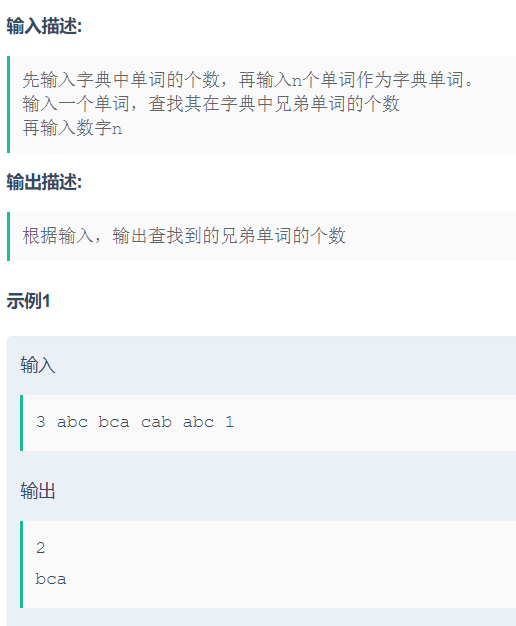 输入描述:
先输入字典中单词的个数，再输入n个单词作为字典单词。
输入一个单词，查找其在字典中兄弟单词的个数
再输入数字n
输出描述:
根据输入，输出查找到的兄弟单词的个数
示例1
输入
3 abc bca cab abc 1
输出
2
bca